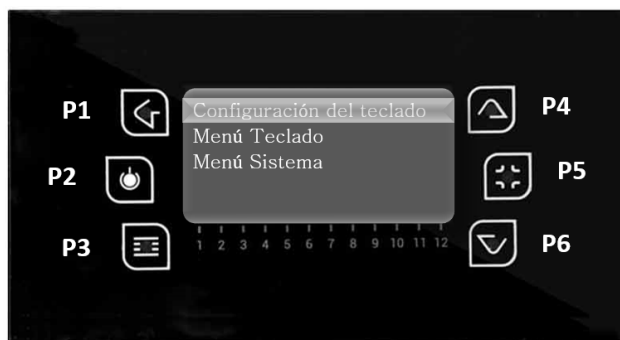 P1
P2
P3
Configuración del teclado
Menú Teclado
Menú Sistema
1 2 3 4 5 6 7 8 9 10 11 12
P4
P5
P6